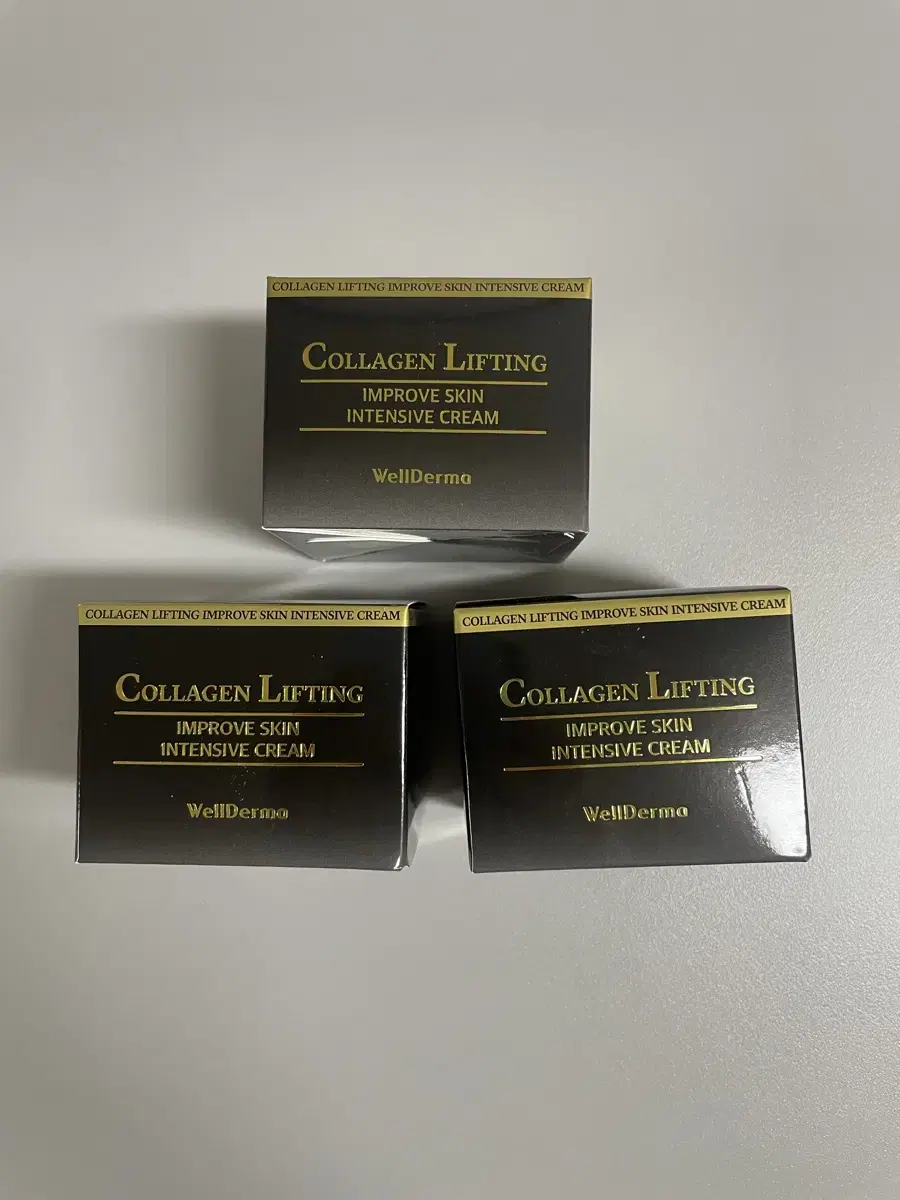 COLLAGEN LIFTING IMPROVE SKIN INTENSIVE CREAM
COLLAGEN LIFTING
IMPROVE SKIN
INTENSIVE CREAM
WellDerma
COLLAGEN LIFTING IMPROVE SKIN INTENSIVE CREAM
COLLAGEN LIFTING
IMPROVE SKIN
INTENSIVE CREAM
WellDerma
COLLAGEN LIFTING IMPROVE SKIN INTENSIVE CREAM
COLLAGEN LIFTING
IMPROVE SKIN
INTENSIVE CREAM
WellDerma